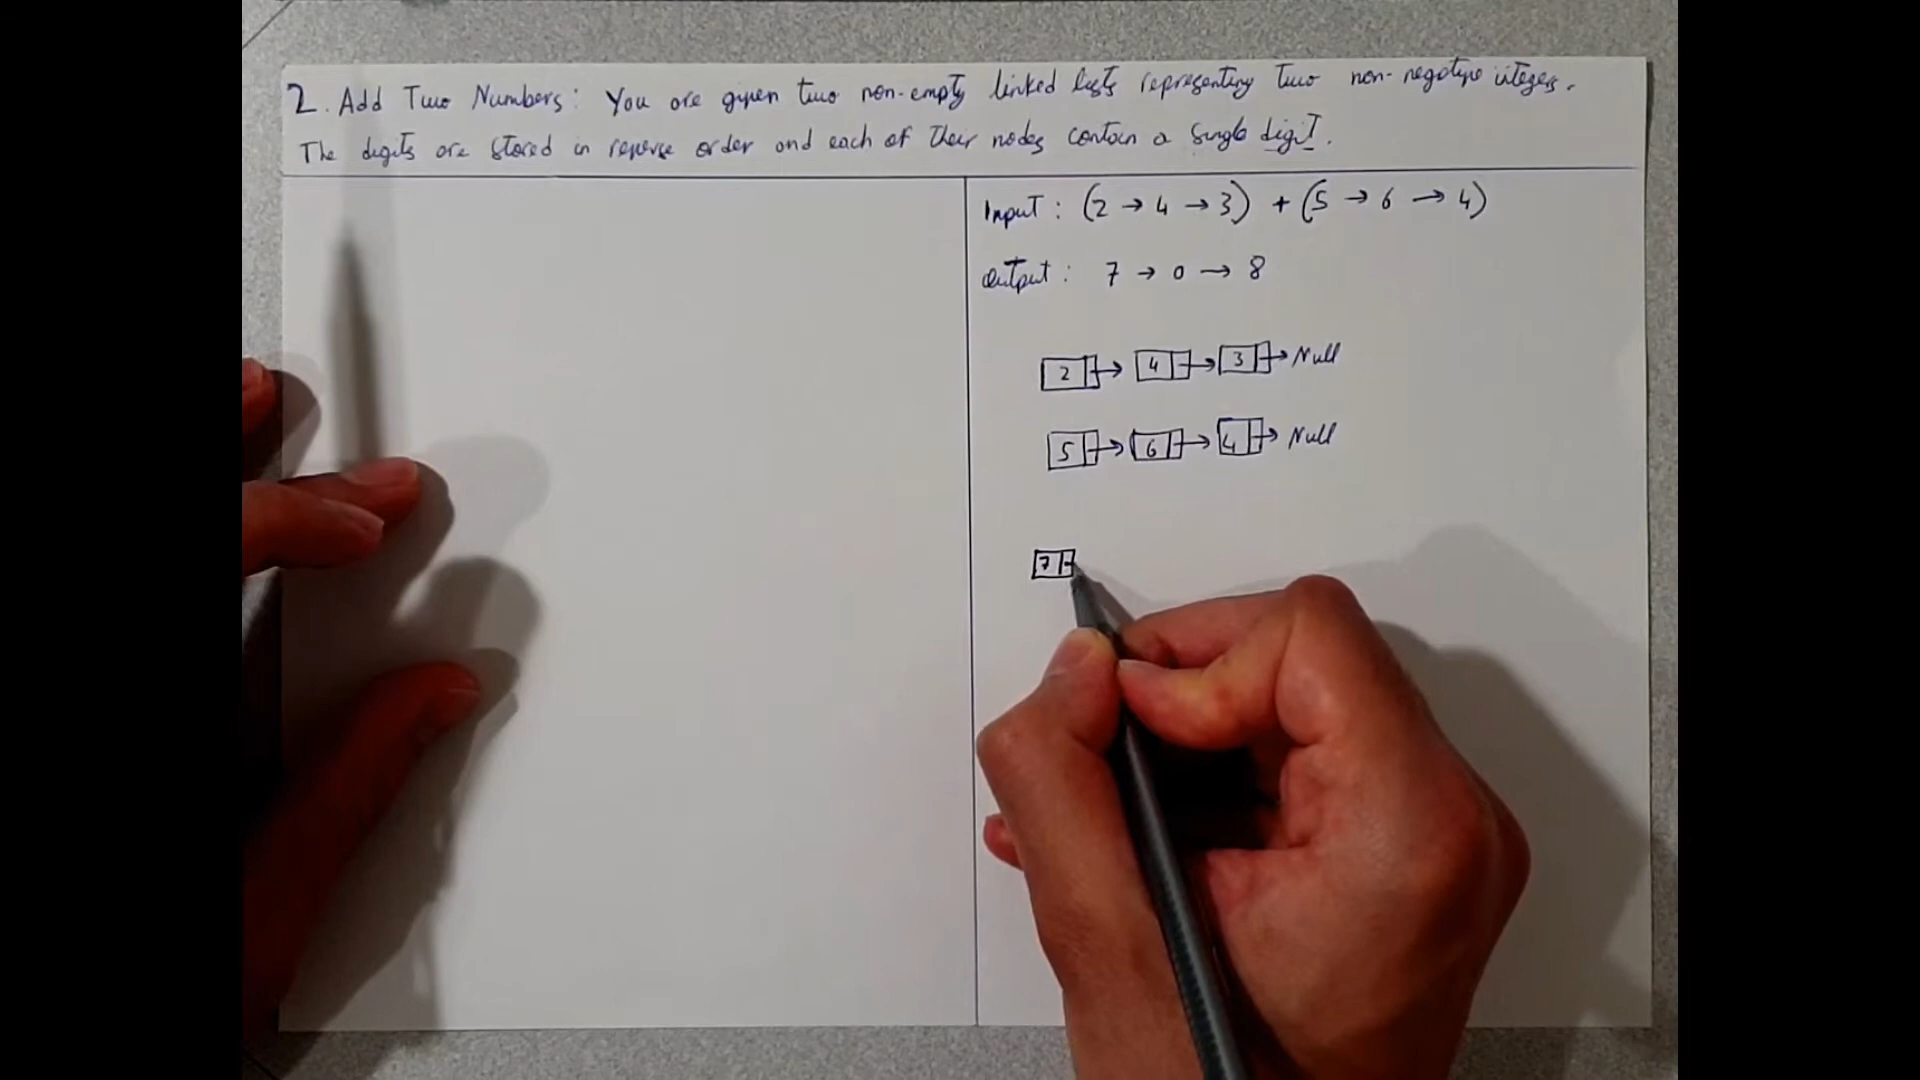 2. Add Two Numbers: You are given two non-empty linked lists representing two non-negative integers.
The digits are stored in reverse order and each of their nodes contain a single digit.
Input: (2 → 4 → 3) + (5 → 6 → 4)
Output: 7 → 0 → 8
2 → 4 → 3 → Null
5 → 6 → 4 → Null
7